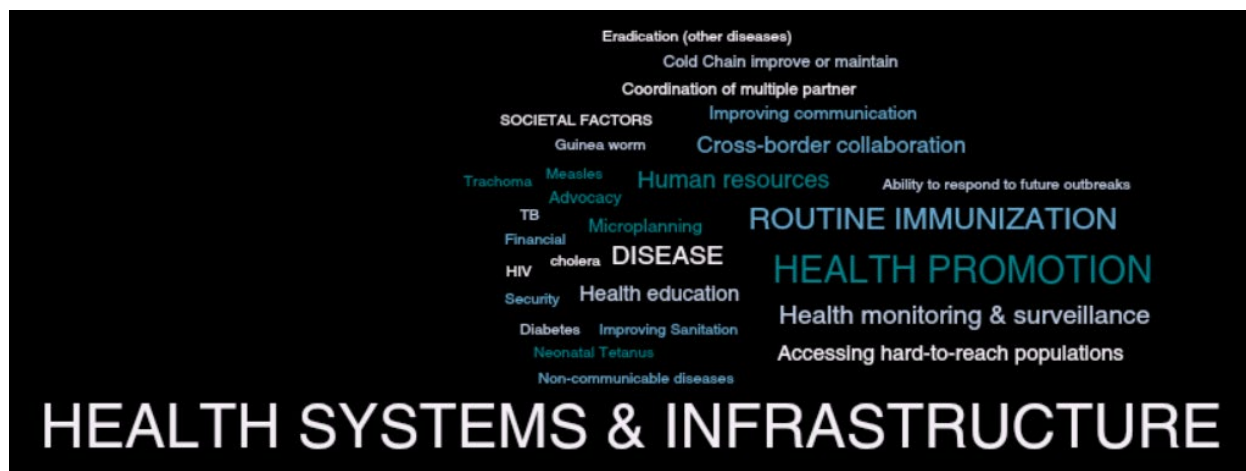 Eradication (other diseases)
Cold Chain improve or maintain
Coordination of multiple partner
Improving communication
SOCIETAL FACTORS
Guinea worm
Cross-border collaboration
Measles
Trachoma
Human resources
Ability to respond to future outbreaks
Advocacy
TB
ROUTINE IMMUNIZATION
Microplanning
Financial
DISEASE
cholera
HIV
HEALTH PROMOTION
Health education
Security
Health monitoring & surveillance
Diabetes
Improving Sanitation
Neonatal Tetanus
Accessing hard-to-reach populations
Non-communicable diseases
HEALTH SYSTEMS & INFRASTRUCTURE